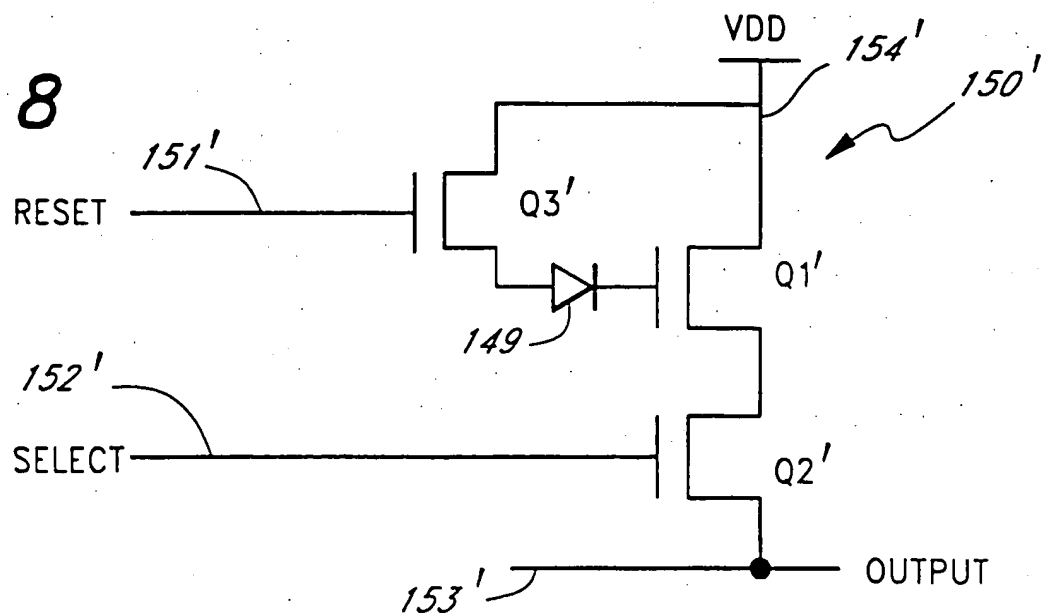 VDD
154'
150'
8
151'
RESET
Q3'
Q1'
149
152'
SELECT
Q2'
153'
OUTPUT